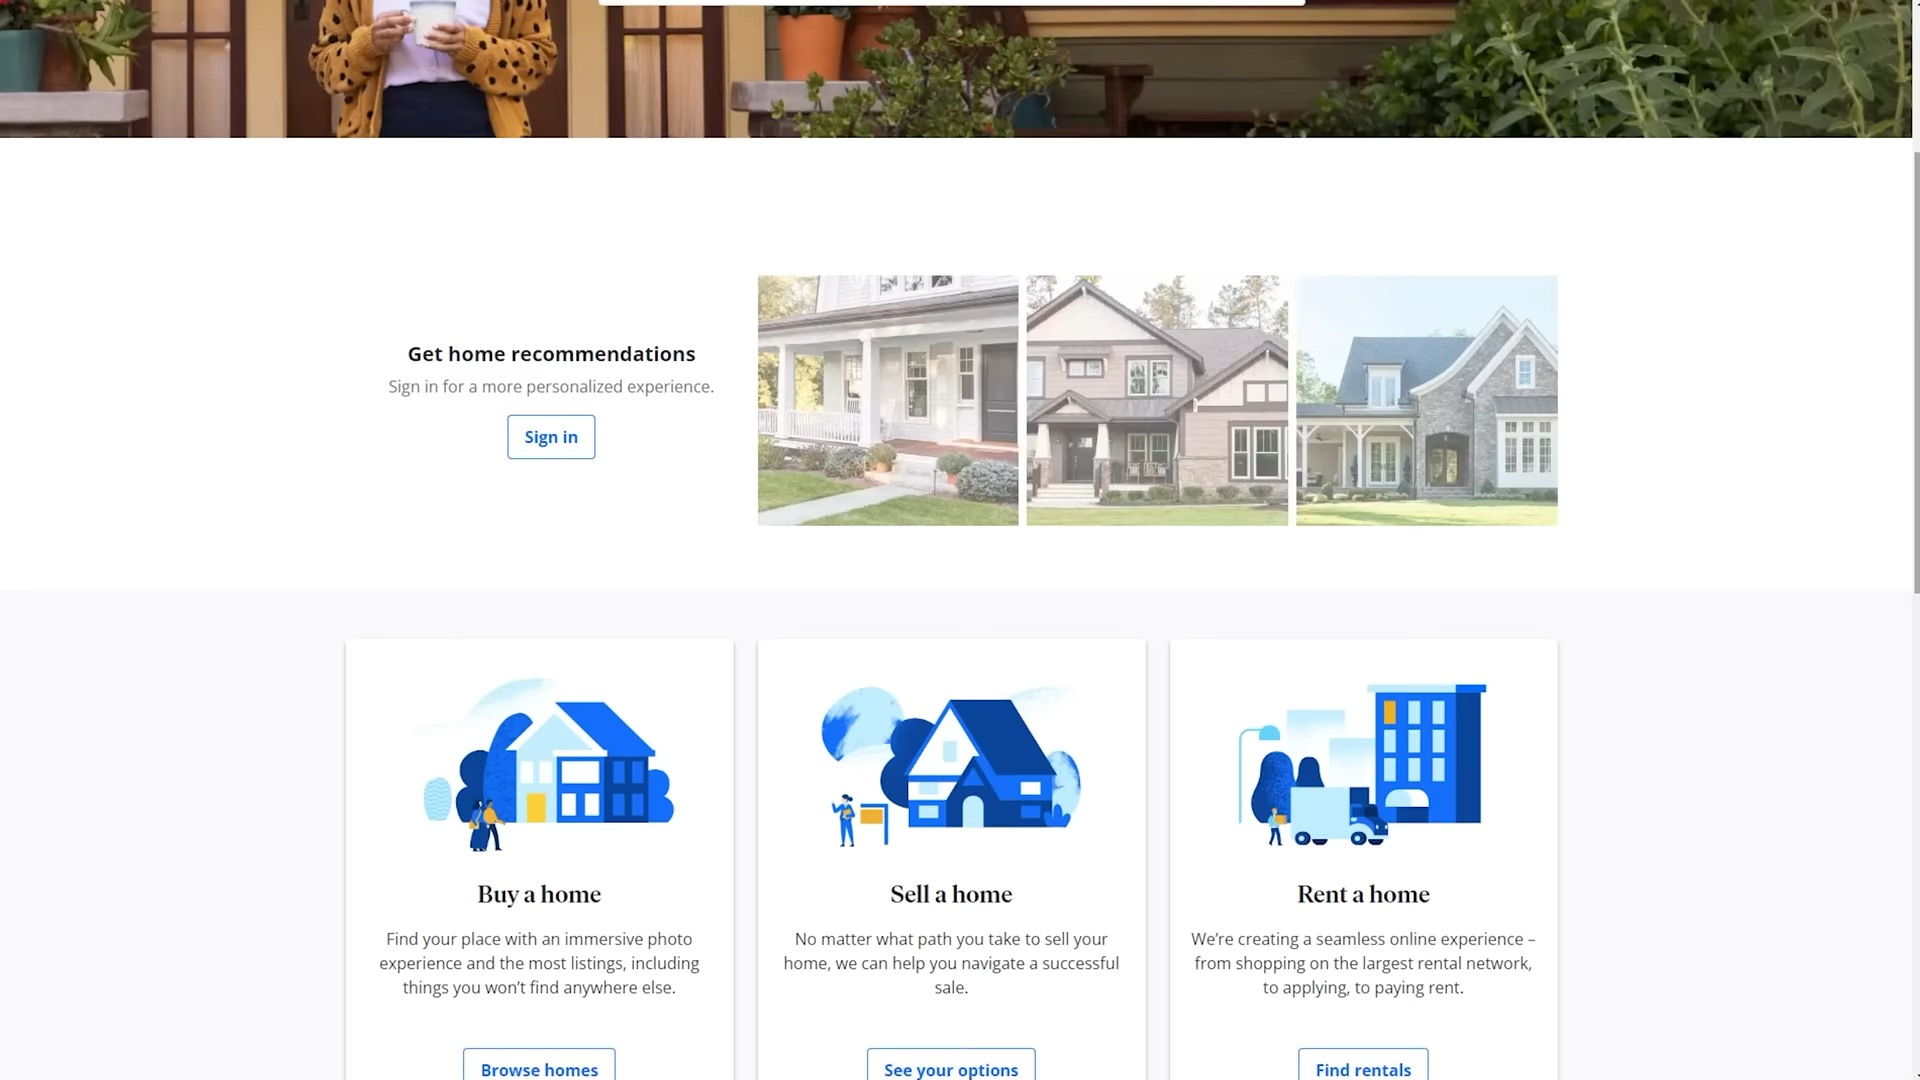 Get home recommendations
Sign in for a more personalized experience.
Sign in
Buy a home
Find your place with an immersive photo
experience and the most listings, including
things you won’t find anywhere else.
Browse homes
Sell a home
No matter what path you take to sell your
home, we can help you navigate a successful
sale.
See your options
Rent a home
We’re creating a seamless online experience –
from shopping on the largest rental network,
to applying, to paying rent.
Find rentals